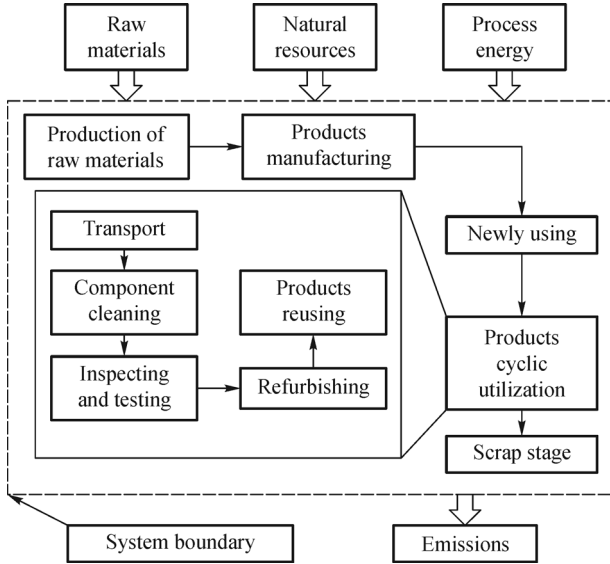 Raw
materials
Natural
resources
Process
energy
Production of
raw materials
Products
manufacturing
Transport
Newly using
Component
cleaning
Products
reusing
Products
cyclic
utilization
Inspecting
and testing
Refurbishing
Scrap stage
System boundary
Emissions